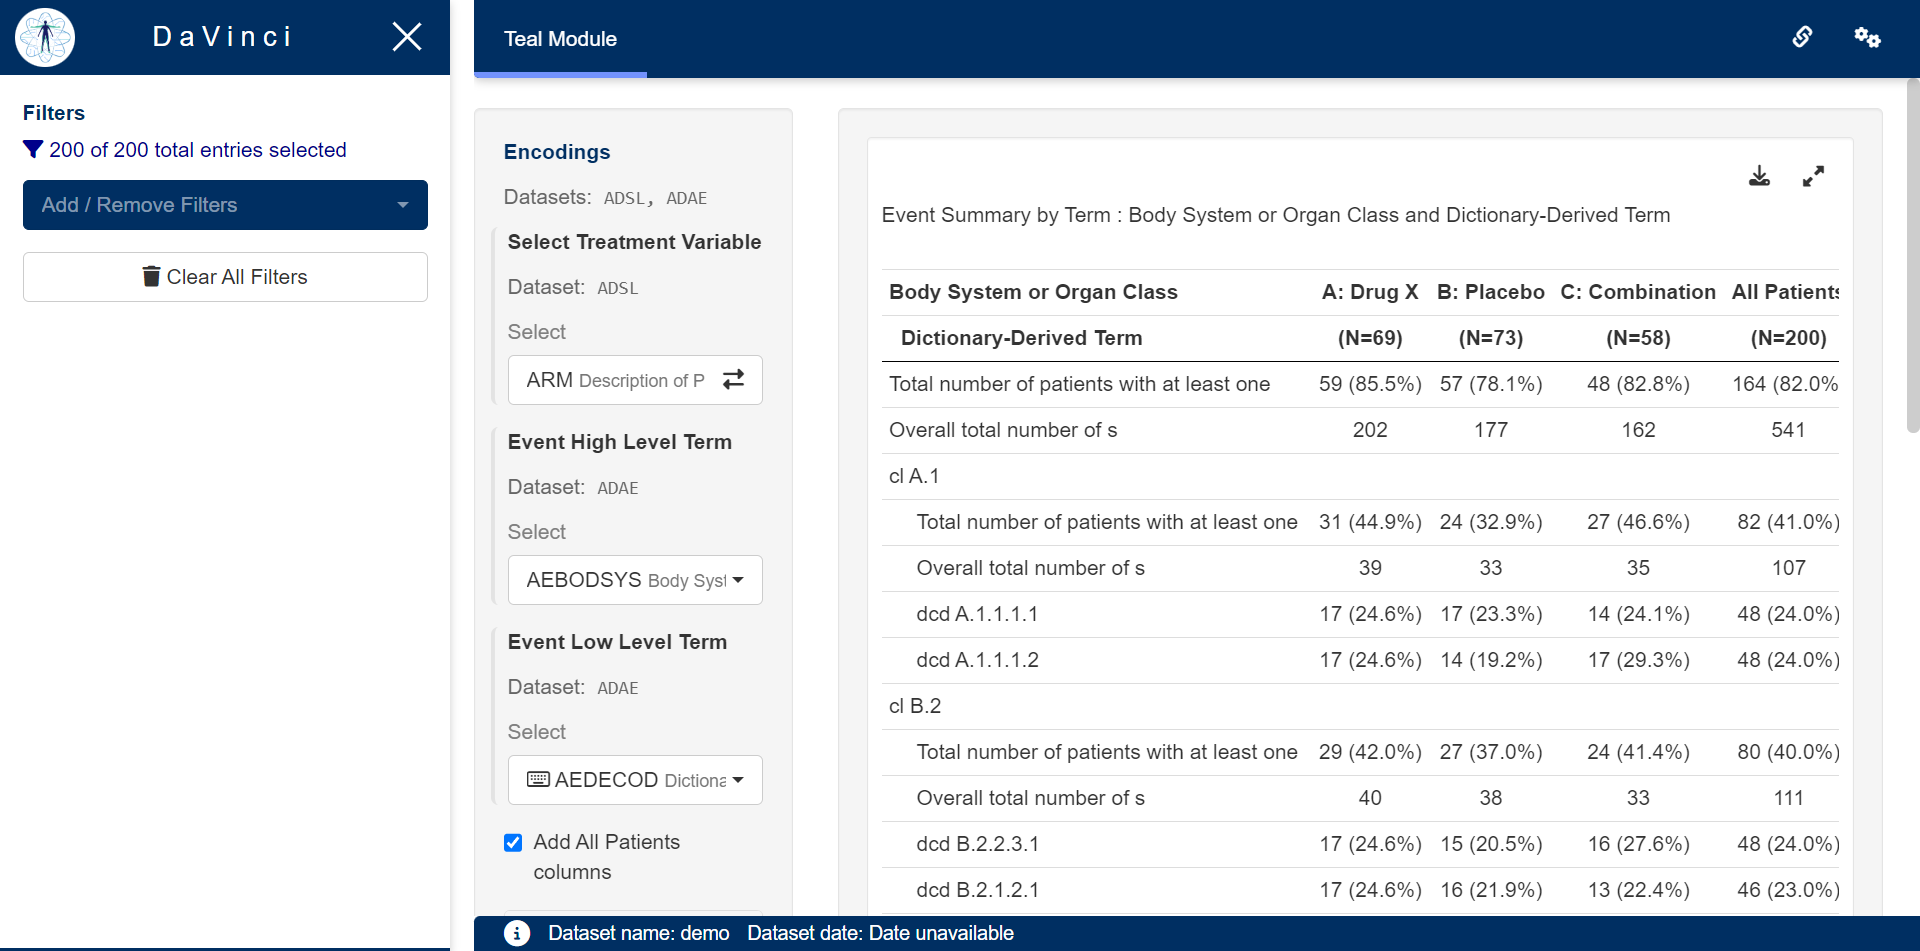 DaVinci
Filters
200 of 200 total entries selected
Add / Remove Filters
Clear All Filters
Teal Module
Encodings
Datasets: ADSL, ADAE
Select Treatment Variable
Dataset: ADSL
Select
ARM Description of P
Event High Level Term
Dataset: ADAE
Select
AEBODSYS Body Syst
Event Low Level Term
Dataset: ADAE
Select
AEDECOD Dictiona
Add All Patients
columns
Event Summary by Term : Body System or Organ Class and Dictionary-Derived Term
Body System or Organ Class A: Drug X B: Placebo C: Combination All Patients
Dictionary-Derived Term (N=69) (N=73) (N=58) (N=200)
Total number of patients with at least one 59 (85.5%) 57 (78.1%) 48 (82.8%) 164 (82.0%
Overall total number of s 202 177 162 541
cl A.1
Total number of patients with at least one 31 (44.9%) 24 (32.9%) 27 (46.6%) 82 (41.0%)
Overall total number of s 39 33 35 107
dcd A.1.1.1.1 17 (24.6%) 17 (23.3%) 14 (24.1%) 48 (24.0%)
dcd A.1.1.1.2 17 (24.6%) 14 (19.2%) 17 (29.3%) 48 (24.0%)
cl B.2
Total number of patients with at least one 29 (42.0%) 27 (37.0%) 24 (41.4%) 80 (40.0%)
Overall total number of s 40 38 33 111
dcd B.2.2.3.1 17 (24.6%) 15 (20.5%) 16 (27.6%) 48 (24.0%)
dcd B.2.1.2.1 17 (24.6%) 16 (21.9%) 13 (22.4%) 46 (23.0%)
Dataset name: demo Dataset date: Date unavailable